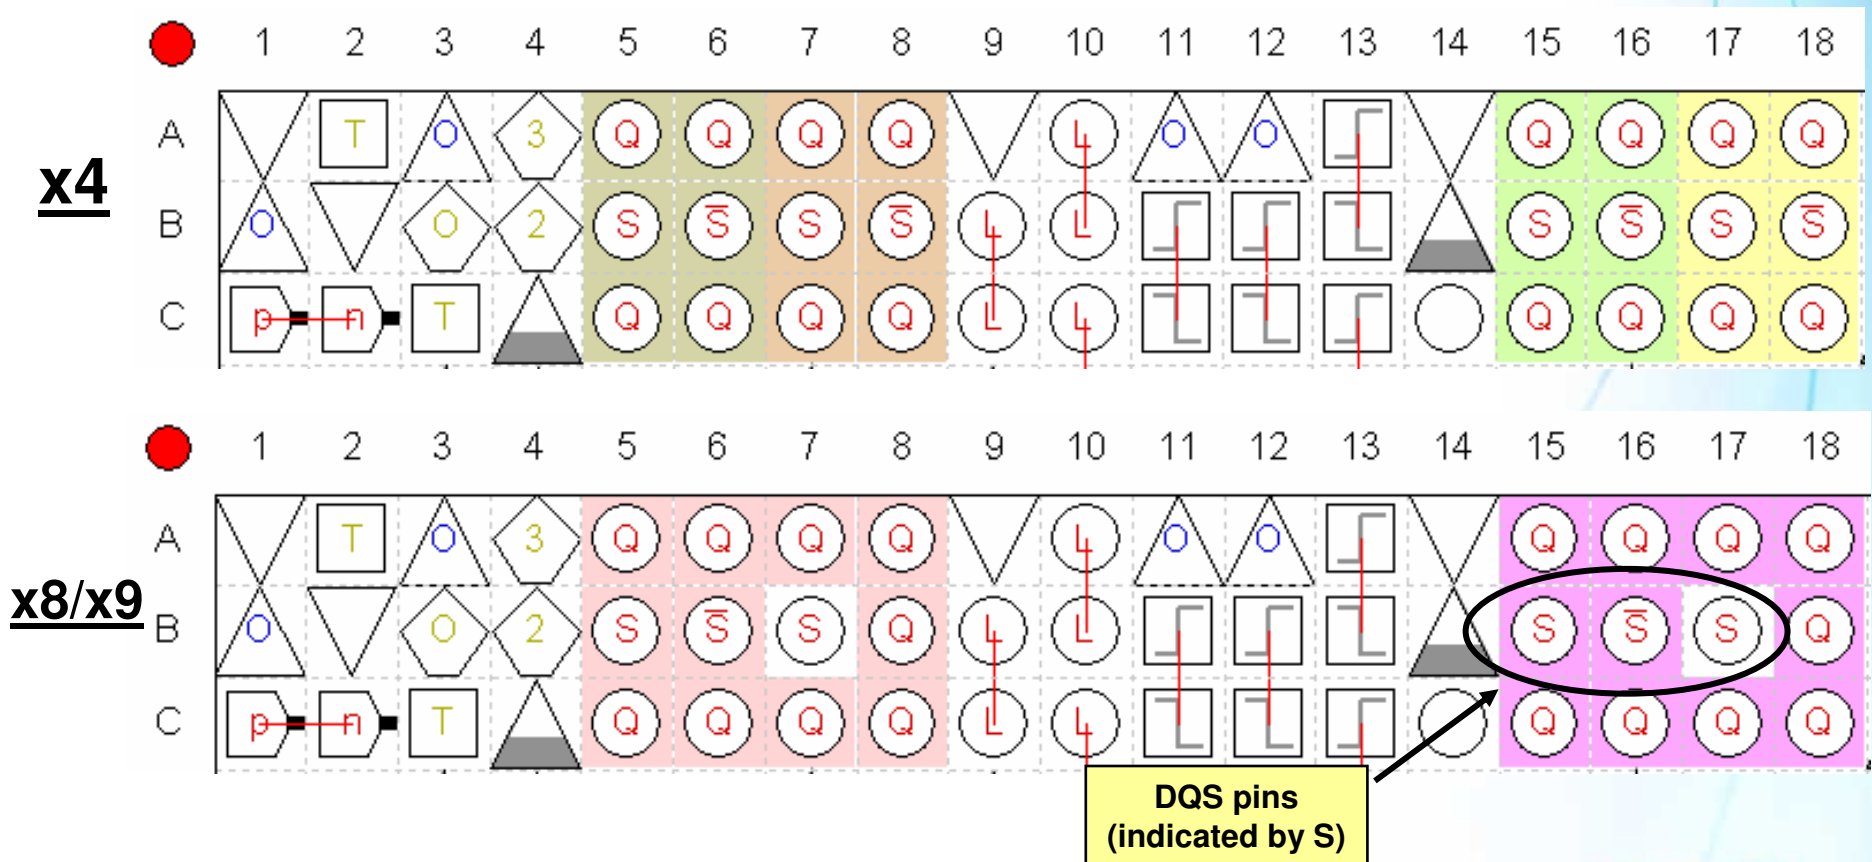 1 2 3 4 5 6 7 8 9 10 11 12 13 14 15 16 17 18
A T O 3 Q Q Q Q L O O Q Q Q Q
x4
B O O 2 S S̅ S S̅ L L S S̅ S S̅
C p n T Q Q Q Q L L Q Q Q Q
1 2 3 4 5 6 7 8 9 10 11 12 13 14 15 16 17 18
A T O 3 Q Q Q Q L O O Q Q Q Q
x8/x9
B O O 2 S S̅ S Q L L S S̅ S Q
C p n T Q Q Q Q L L Q Q Q Q
DQS pins
(indicated by S)